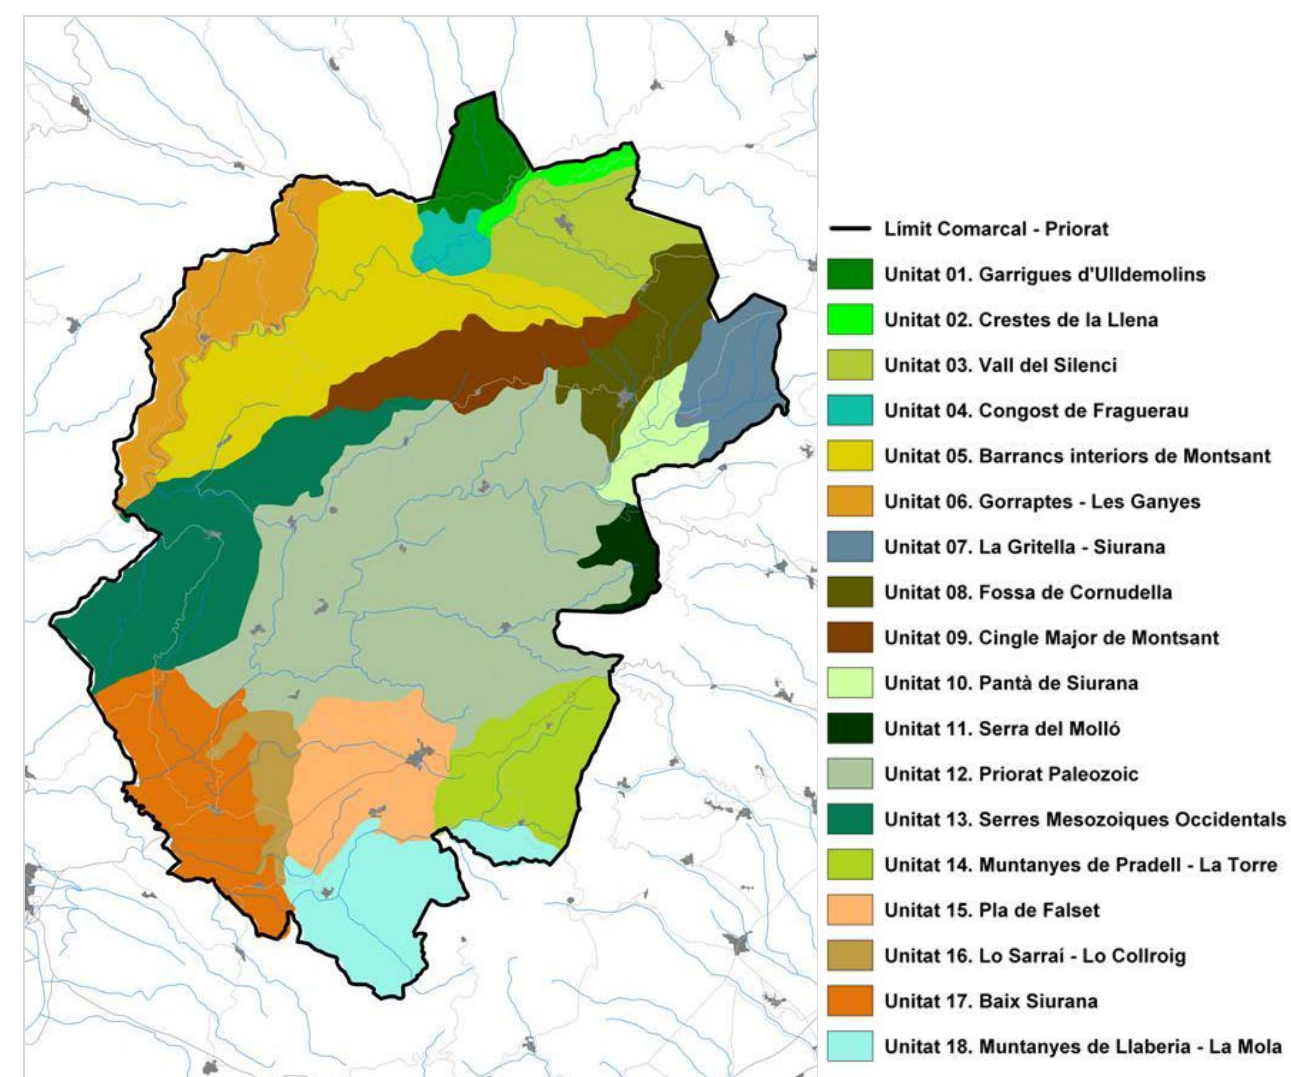 Límit Comarcal - Priorat
Unitat 01. Garrigues d'Ulldemolins
Unitat 02. Crestes de la Llena
Unitat 03. Vall del Silenci
Unitat 04. Congost de Fraguerau
Unitat 05. Barrancs interiors de Montsant
Unitat 06. Gorraptes - Les Ganyes
Unitat 07. La Gritella - Siurana
Unitat 08. Fossa de Cornudella
Unitat 09. Cingle Major de Montsant
Unitat 10. Pantà de Siurana
Unitat 11. Serra del Molló
Unitat 12. Priorat Paleozoic
Unitat 13. Serres Mesozoiques Occidentals
Unitat 14. Muntanyes de Pradell - La Torre
Unitat 15. Pla de Falset
Unitat 16. Lo Sarraí - Lo Collroig
Unitat 17. Baix Siurana
Unitat 18. Muntanyes de Llaberia - La Mola